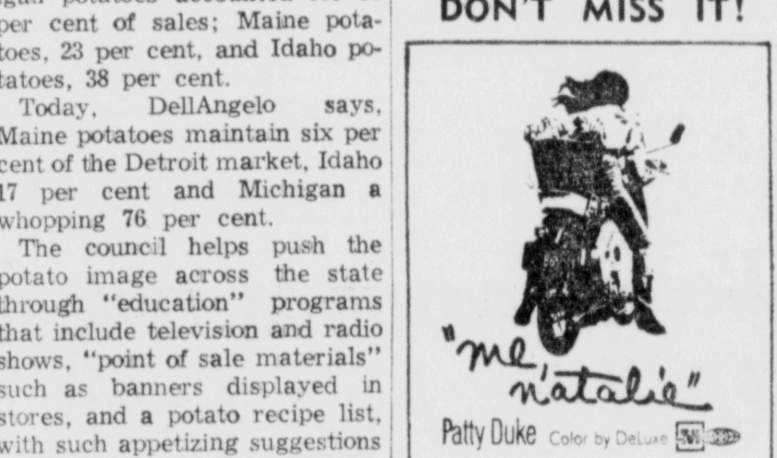 per cent of sales; Maine pota-
toes, 23 per cent, and Idaho po-
tatoes, 38 per cent.
Today, DellAngelo says,
Maine potatoes maintain six per
cent of the Detroit market, Idaho
17 per cent and Michigan a
whopping 76 per cent.
The council helps push the
potato image across the state
through "education" programs
that include television and radio
shows, "point of sale materials"
such as banners displayed in
stores, and a potato recipe list,
with such appetizing suggestions
DON'T MISS IT!
"me,
natalie"
Patty Duke Color by DeLuxe